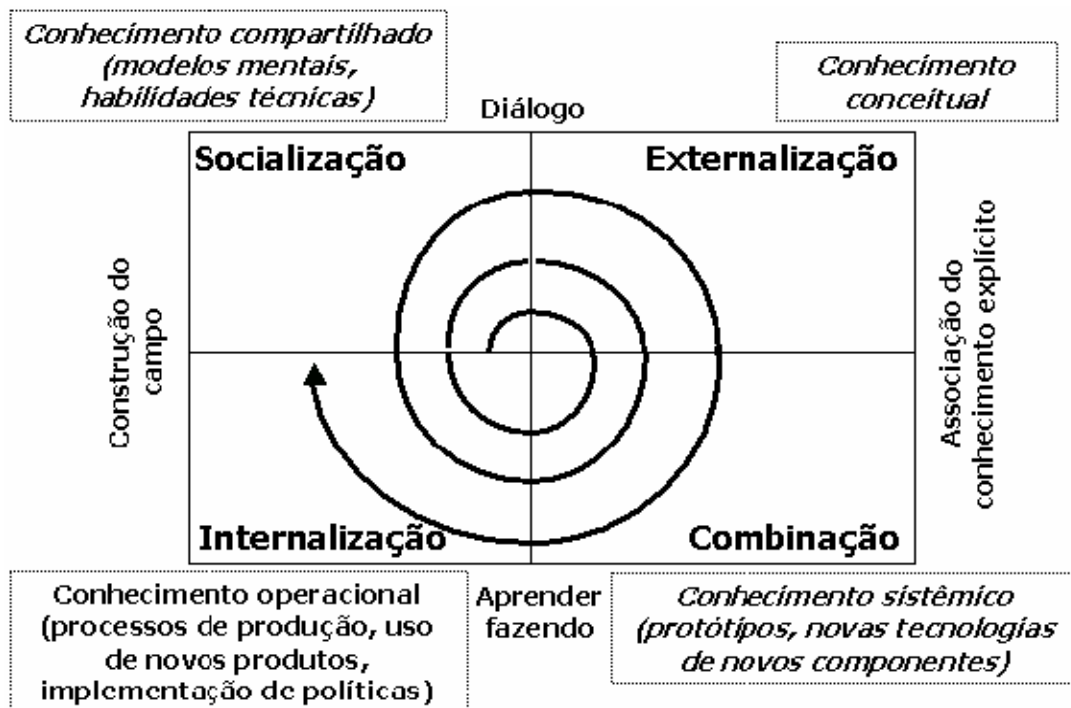 Conhecimento compartilhado
(modelos mentais,
habilidades técnicas)
Conhecimento
conceitual
Diálogo
Socialização
Externalização
Construção do
campo
Associação do
conhecimento explícito
Internalização
Combinação
Conhecimento operacional
(processos de produção, uso
de novos produtos,
implementação de políticas)
Aprender
fazendo
Conhecimento sistêmico
(protótipos, novas tecnologias
de novos componentes)